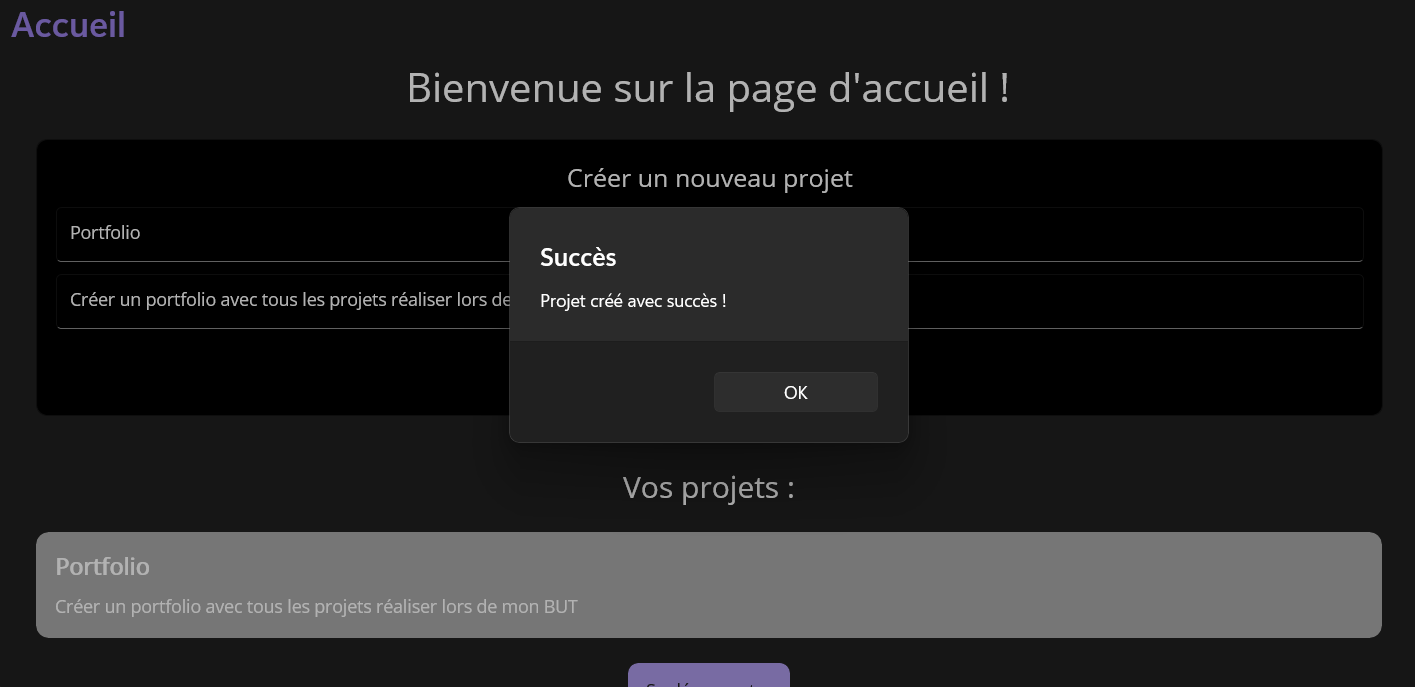 Accueil
Bienvenue sur la page d'accueil !
Créer un nouveau projet
Portfolio
Créer un portfolio avec tous les projets réaliser lors de
Succès
Projet créé avec succès !
OK
Vos projets :
Portfolio
Créer un portfolio avec tous les projets réaliser lors de mon BUT